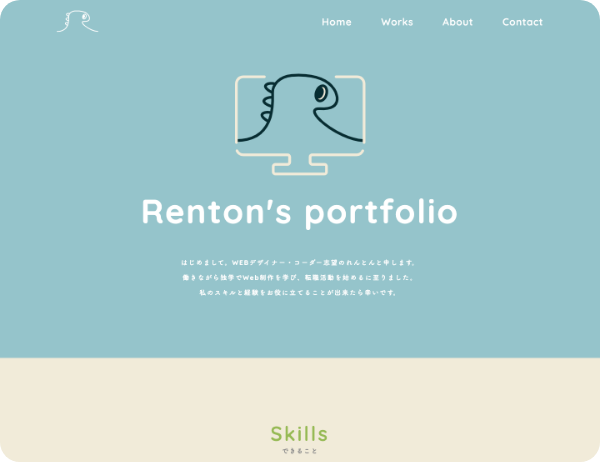 Home Works About Contact
Renton's portfolio
はじめまして、WEBデザイナー・コーダー志望のれんとんと申します。
働きながら独学でWeb制作を学び、転職活動を始めるに至りました。
私のスキルと経験をお役に立てることが出来たら幸いです。
Skills
できること